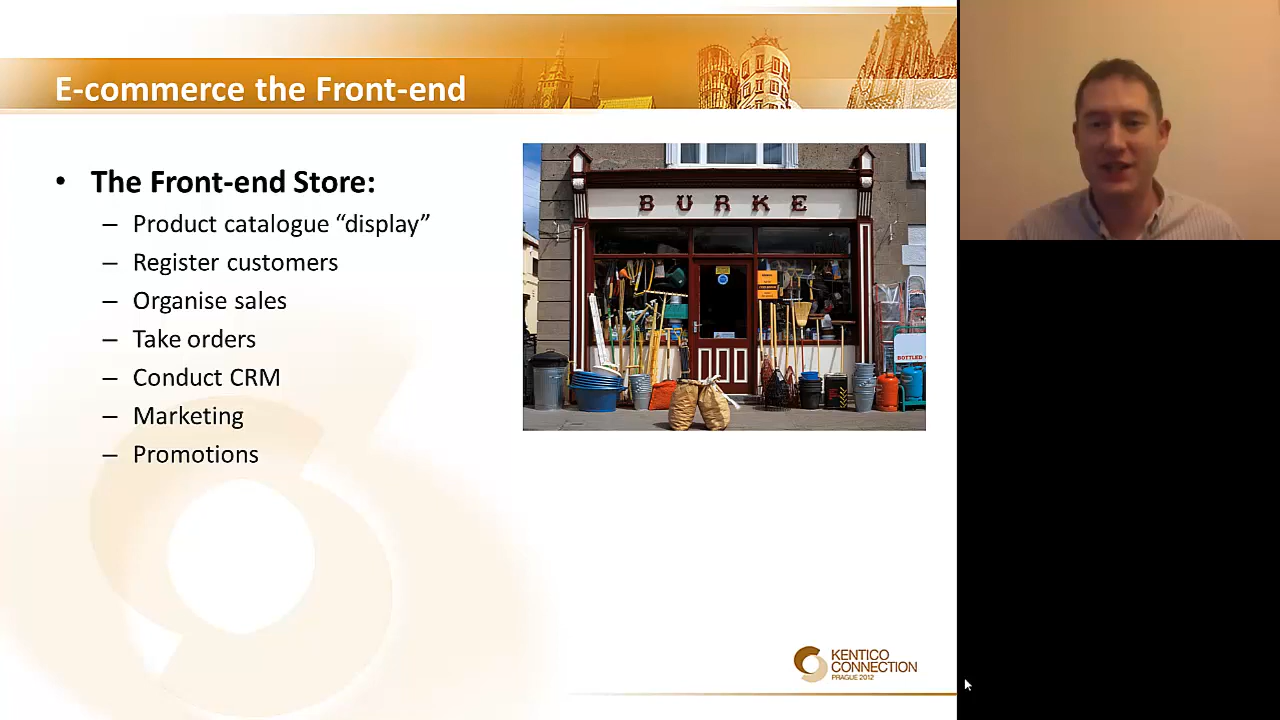 E-commerce the Front-end
• The Front-end Store:
– Product catalogue “display”
– Register customers
– Organise sales
– Take orders
– Conduct CRM
– Marketing
– Promotions
BURKE
BOTTLED
KENTICO
CONNECTION
PRAGUE 2012